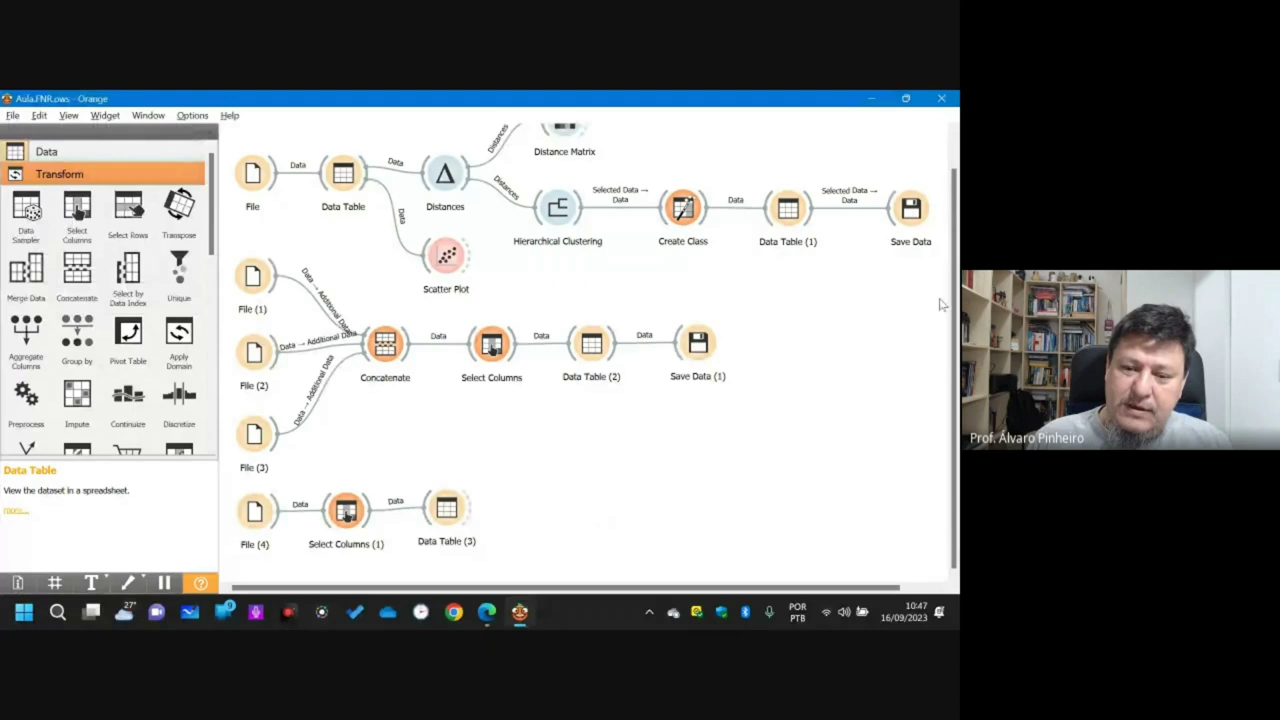 Aula.FNR.ows - Orange
File Edit View Widget Window Options Help
Data
Transform
Data Sampler
Select Columns
Select Rows
Transpose
Merge Data
Concatenate
Select by Data Index
Unique
Aggregate Columns
Group by
Pivot Table
Apply Domain
Preprocess
Impute
Continuize
Discretize
Data Table
View the dataset in a spreadsheet.
more...
Distances
Distance Matrix
Data
Data
File
Data Table
Distances
Distances
Data
Selected Data →
Data
Data
Selected Data →
Data
Hierarchical Clustering
Create Class
Data Table (1)
Save Data
Scatter Plot
File (1)
Data → Additional Data
Data → Additional Data
Data → Additional Data
File (2)
File (3)
Data
Data
Data
Concatenate
Select Columns
Data Table (2)
Save Data (1)
Data
Data
File (4)
Select Columns (1)
Data Table (3)
27°
POR
PTB
10:47
16/09/2023
Prof. Álvaro Pinheiro